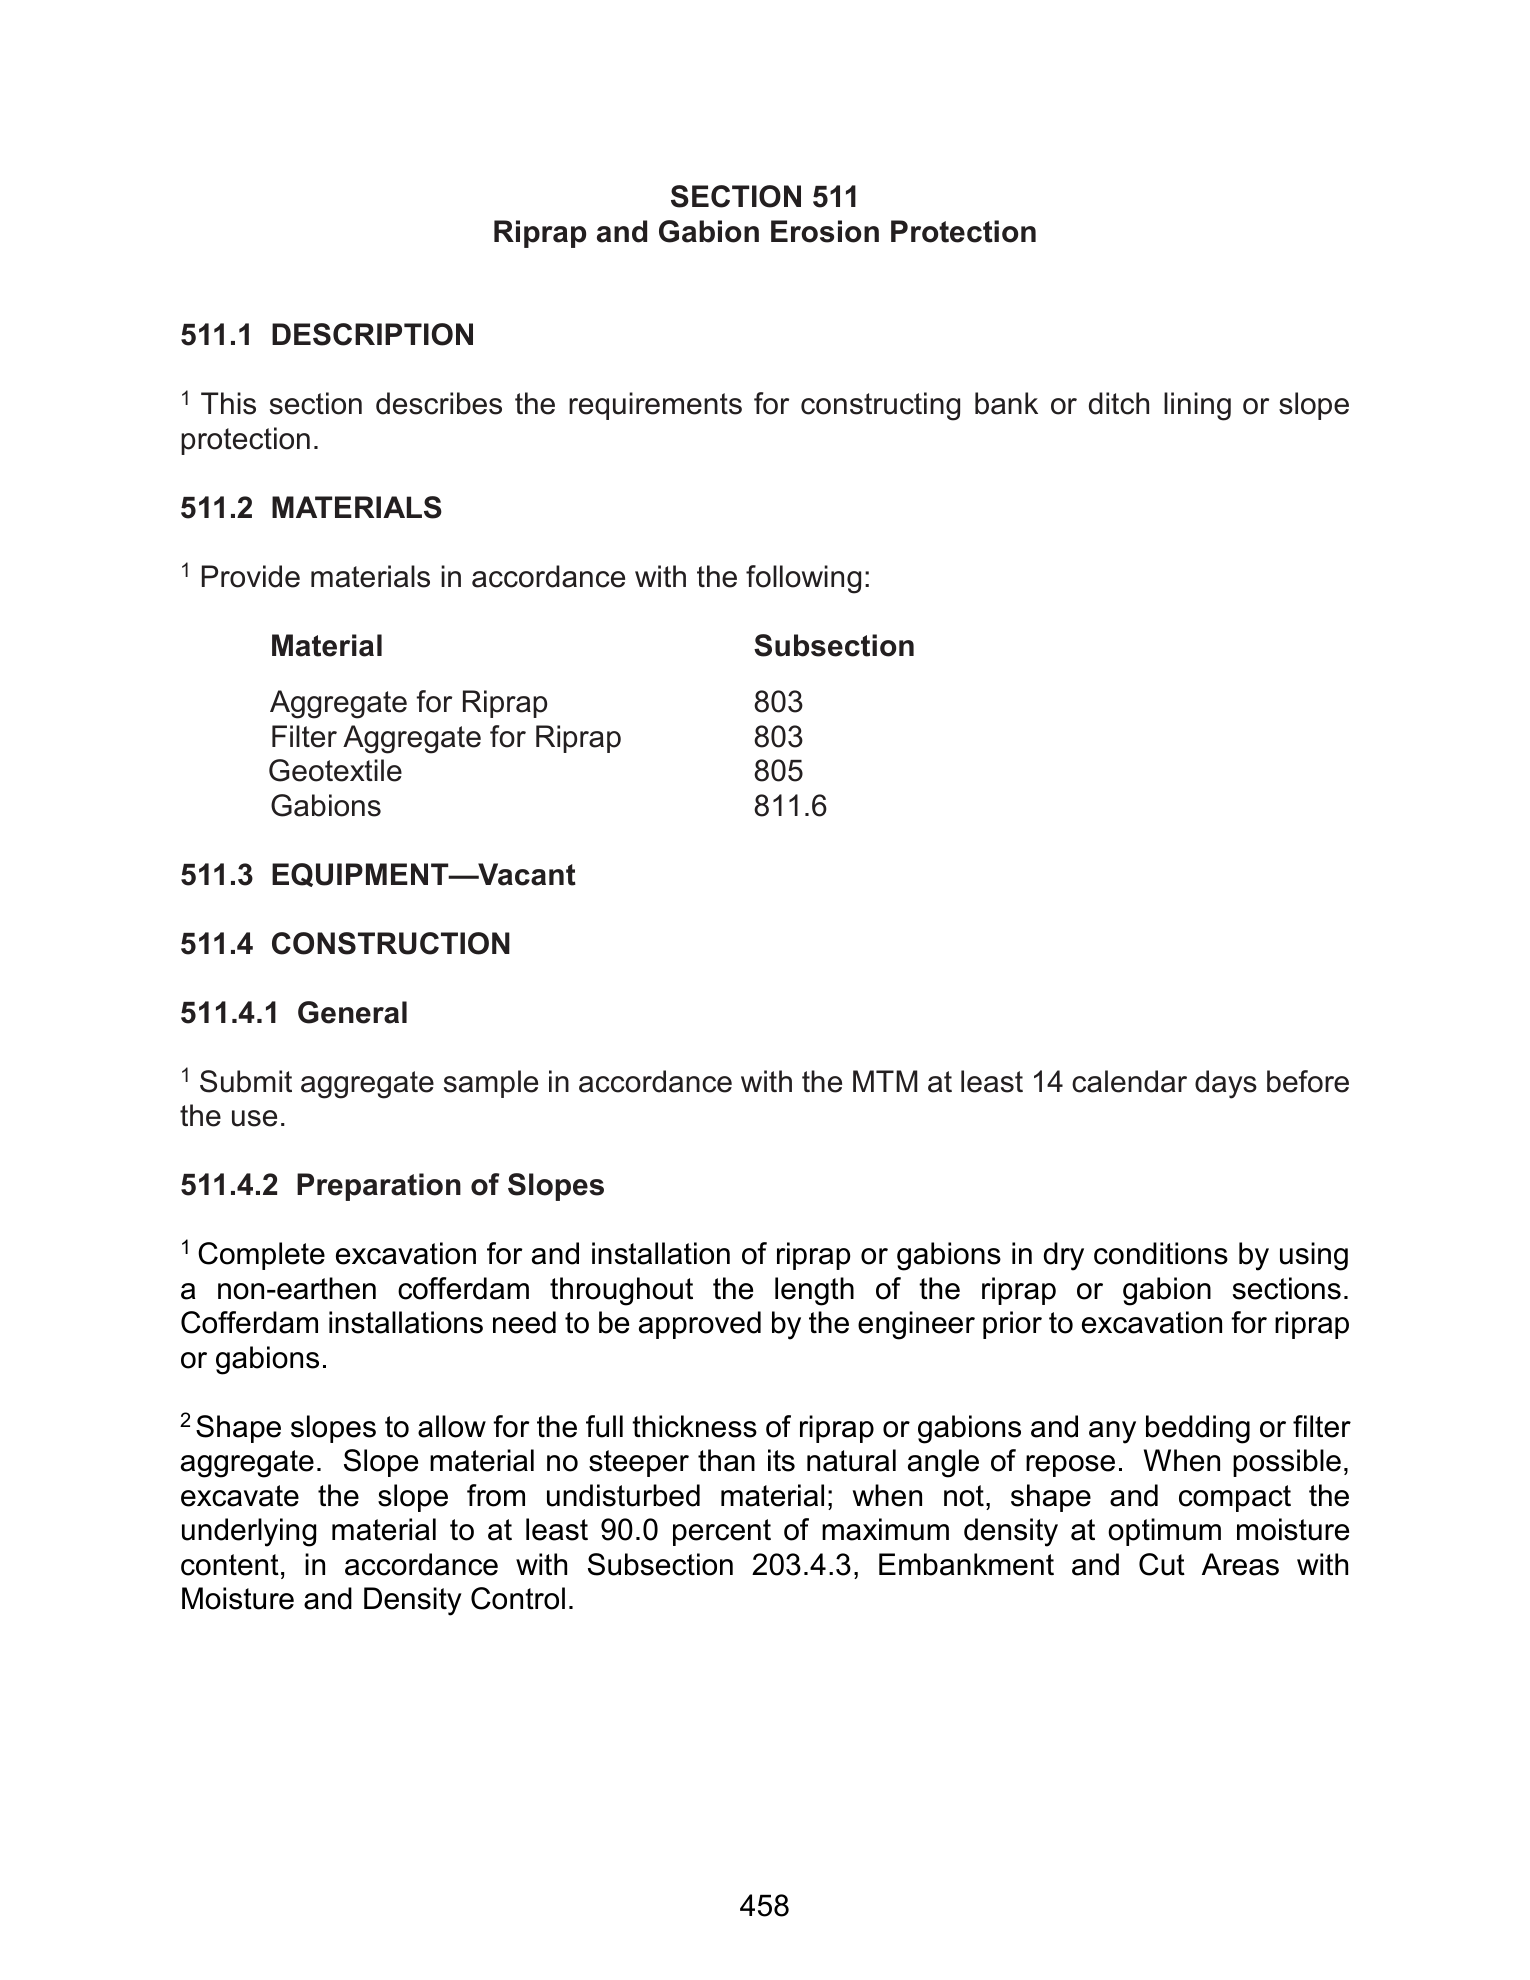 SECTION 511
Riprap and Gabion Erosion Protection
511.1 DESCRIPTION
1 This section describes the requirements for constructing bank or ditch lining or slope
protection.
511.2 MATERIALS
1 Provide materials in accordance with the following:
Material Subsection
Aggregate for Riprap 803
Filter Aggregate for Riprap 803
Geotextile 805
Gabions 811.6
511.3 EQUIPMENT—Vacant
511.4 CONSTRUCTION
511.4.1 General
1 Submit aggregate sample in accordance with the MTM at least 14 calendar days before
the use.
511.4.2 Preparation of Slopes
1 Complete excavation for and installation of riprap or gabions in dry conditions by using
a non-earthen cofferdam throughout the length of the riprap or gabion sections.
Cofferdam installations need to be approved by the engineer prior to excavation for riprap
or gabions.
2 Shape slopes to allow for the full thickness of riprap or gabions and any bedding or filter
aggregate. Slope material no steeper than its natural angle of repose. When possible,
excavate the slope from undisturbed material; when not, shape and compact the
underlying material to at least 90.0 percent of maximum density at optimum moisture
content, in accordance with Subsection 203.4.3, Embankment and Cut Areas with
Moisture and Density Control.
458